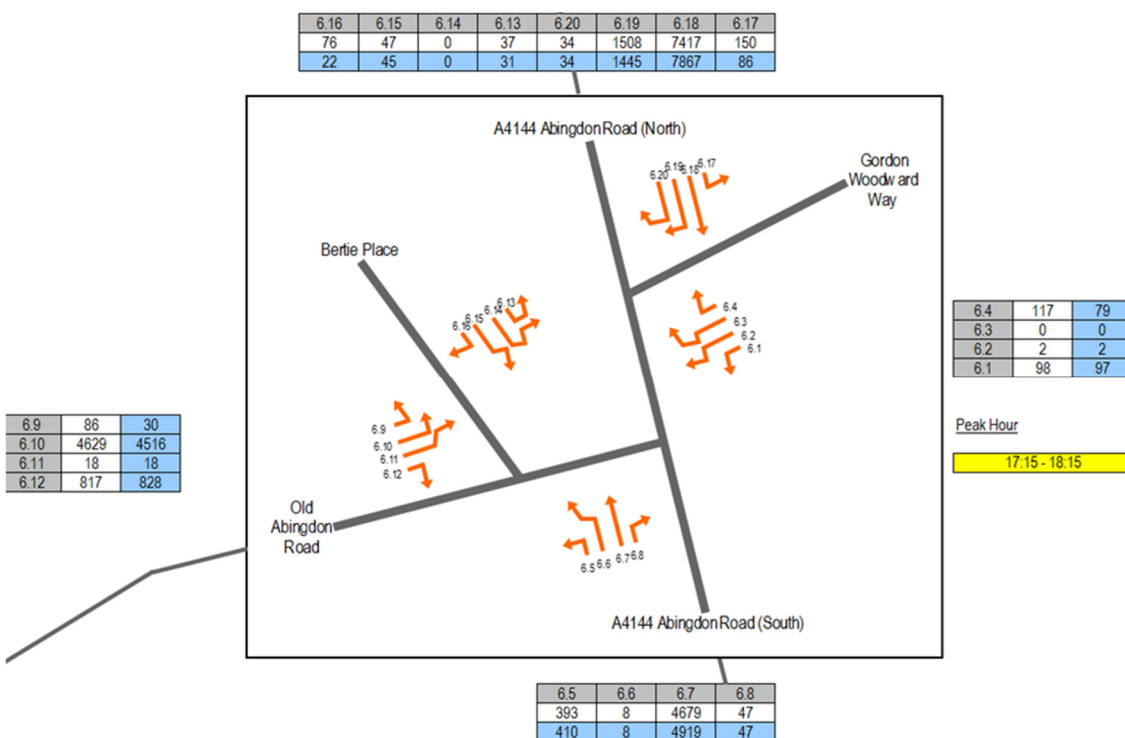 6.16 6.15 6.14 6.13 6.20 6.19 6.18 6.17
76 47 0 37 34 1508 7417 150
22 45 0 31 34 1445 7867 86
A4144 Abingdon Road (North)
Gordon
Woodward
Way
6.20 6.19 6.18 6.17
Bertie Place
6.16 6.15 6.14 6.13
6.4
6.3
6.2
6.1
6.4 117 79
6.3 0 0
6.2 2 2
6.1 98 97
6.9 86 30
6.10 4629 4516
6.11 18 18
6.12 817 828
6.9
6.10
6.11
6.12
Peak Hour
17:15 - 18:15
Old
Abingdon
Road
6.5 6.6 6.7 6.8
A4144 Abingdon Road (South)
6.5 6.6 6.7 6.8
393 8 4679 47
410 8 4919 47